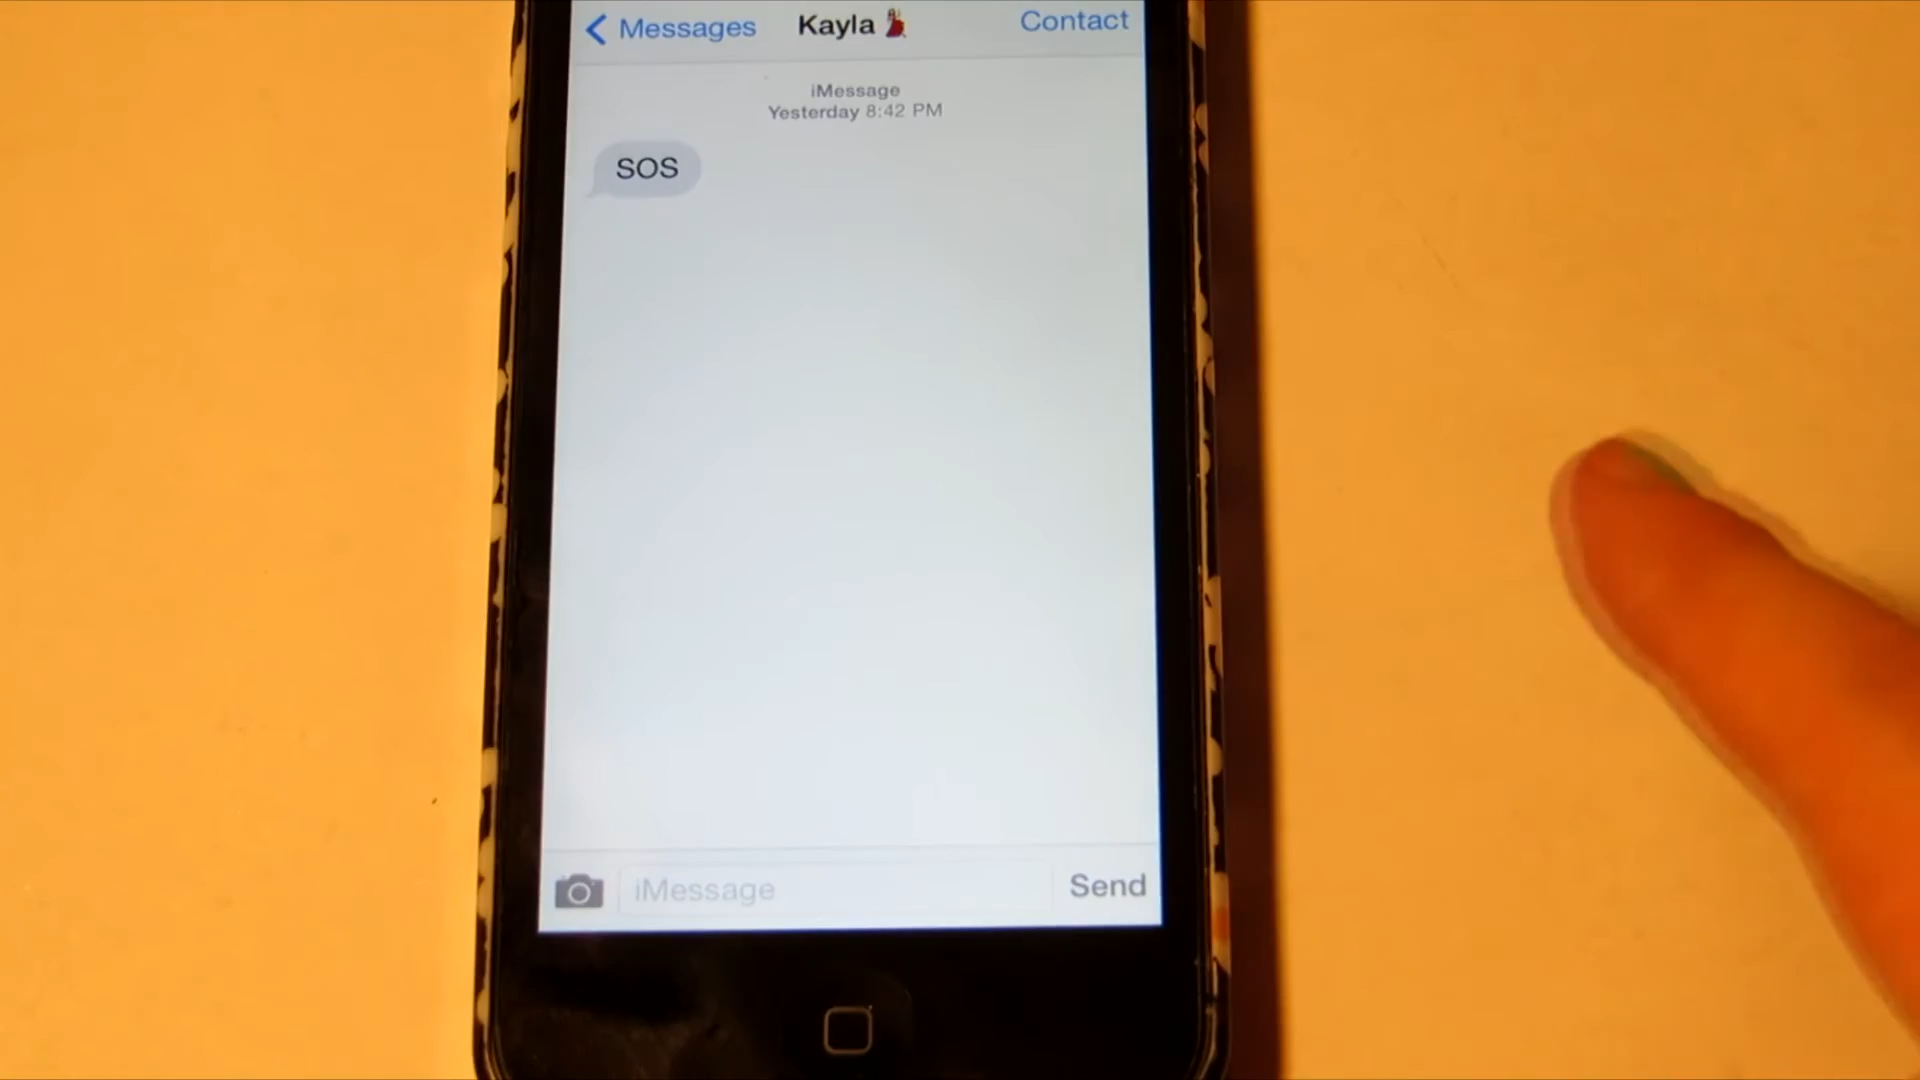 Messages
Kayla 💃
Contact
iMessage
Yesterday 8:42 PM
SOS
iMessage
Send